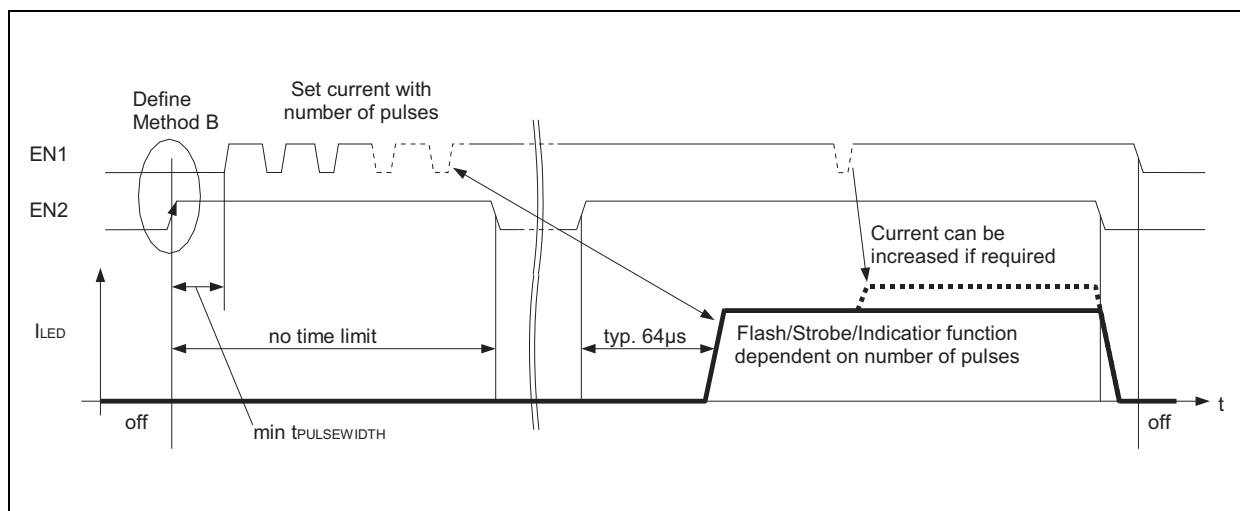 Define
Method B
Set current with
number of pulses
EN1
EN2
Current can be
increased if required
ILED
no time limit
typ. 64µs
Flash/Strobe/Indicatior function
dependent on number of pulses
off
min tPULSEWIDTH
off
t